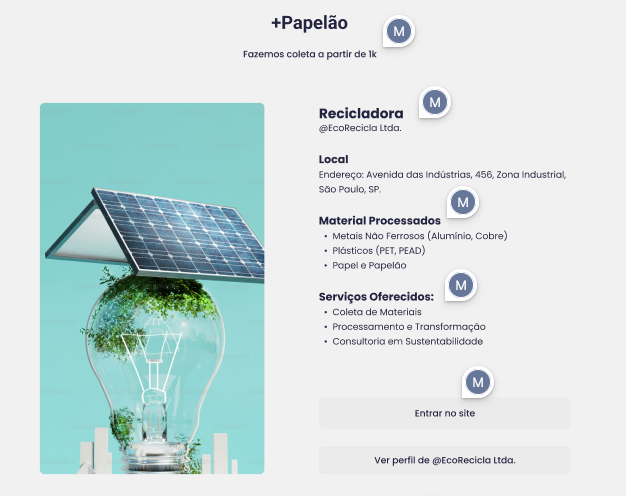 +Papelão
M
Fazemos coleta a partir de 1k
M
Recicladora
@EcoRecicla Ltda.
Local
Endereço: Avenida das Indústrias, 456, Zona Industrial,
São Paulo, SP.
M
Material Processados
• Metais Não Ferrosos (Alumínio, Cobre)
• Plásticos (PET, PEAD)
• Papel e Papelão
M
Serviços Oferecidos:
• Coleta de Materiais
• Processamento e Transformação
• Consultoria em Sustentabilidade
M
Entrar no site
Ver perfil de @EcoRecicla Ltda.